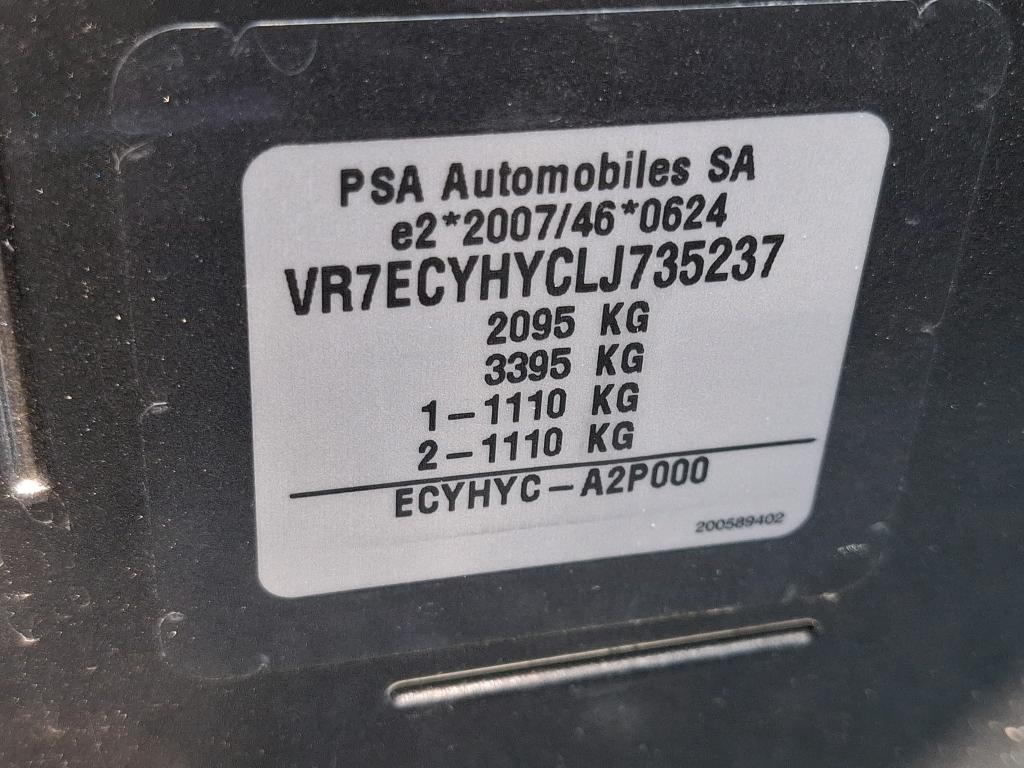 PSA Automobiles SA
e2*2007/46*0624
VR7ECYHYCLJ735237
2095 KG
3395 KG
1-1110 KG
2-1110 KG
ECYHYC-A2P000
200589402